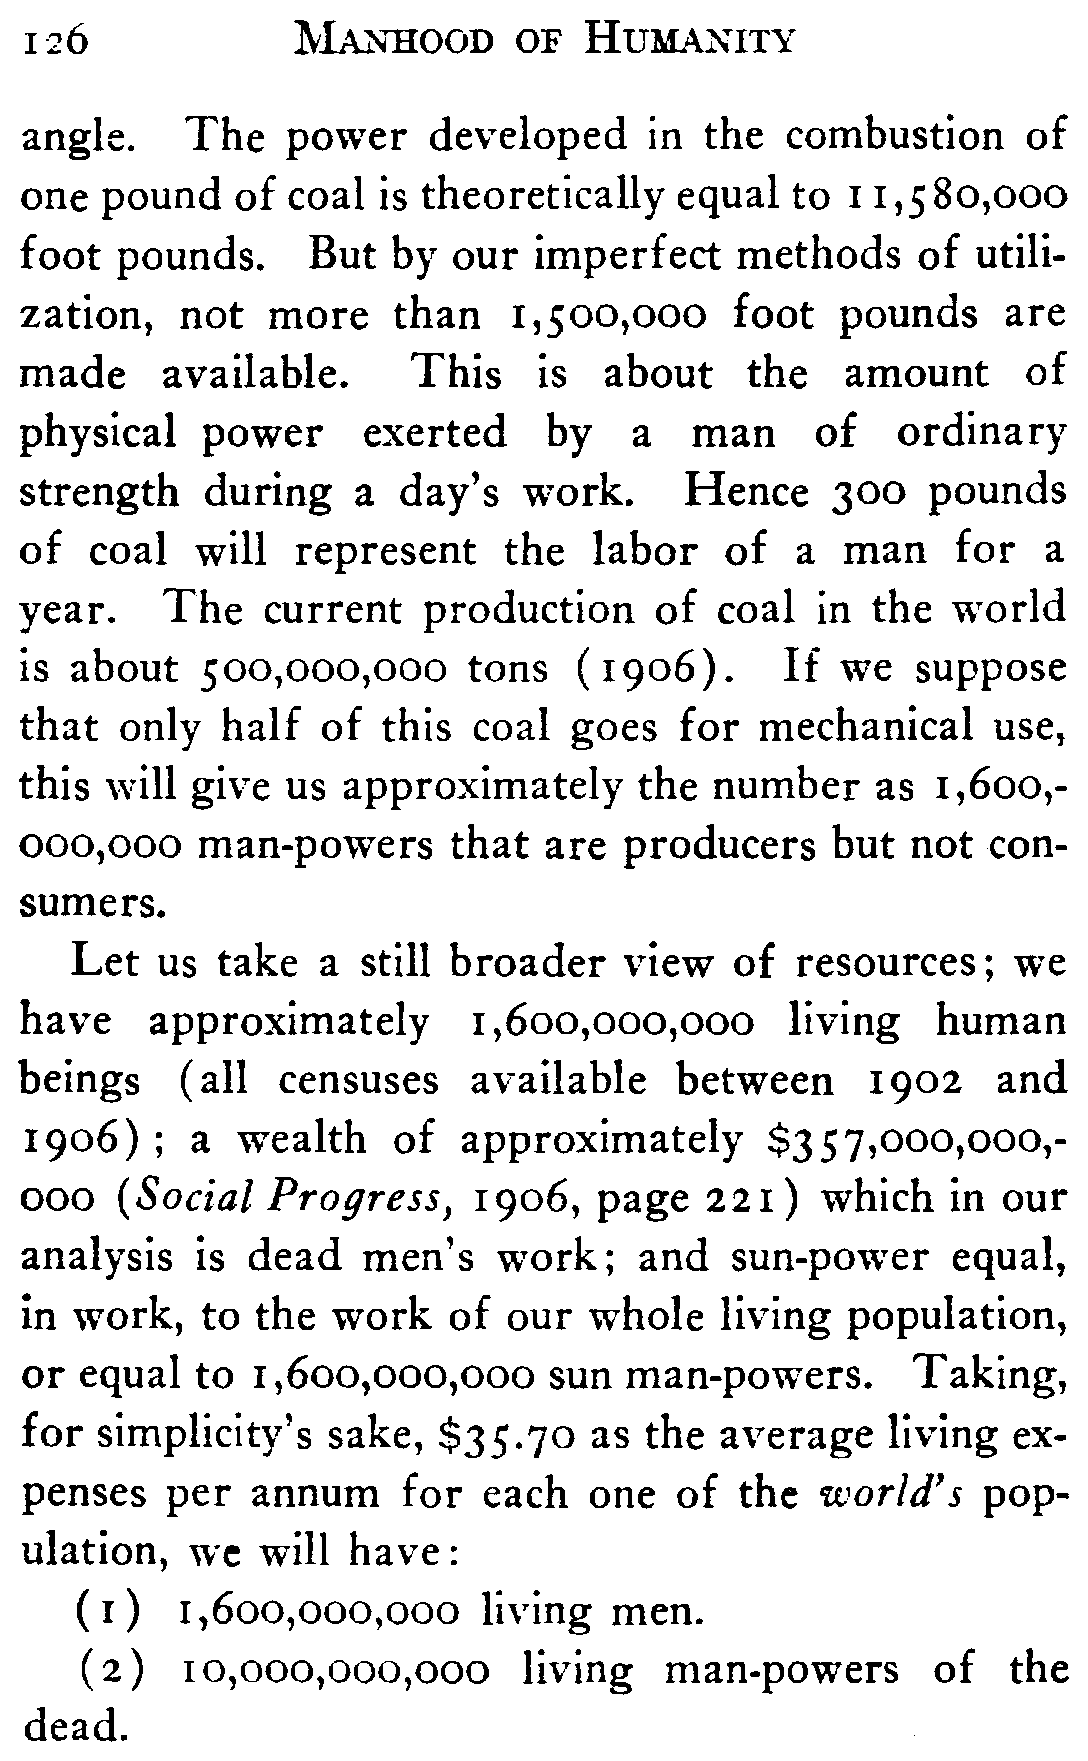 126 MANHOOD OF HUMANITY
angle. The power developed in the combustion of
one pound of coal is theoretically equal to 11,580,000
foot pounds. But by our imperfect methods of utili-
zation, not more than 1,500,000 foot pounds are
made available. This is about the amount of
physical power exerted by a man of ordinary
strength during a day's work. Hence 300 pounds
of coal will represent the labor of a man for a
year. The current production of coal in the world
is about 500,000,000 tons (1906). If we suppose
that only half of this coal goes for mechanical use,
this will give us approximately the number as 1,600,-
000,000 man-powers that are producers but not con-
sumers.
Let us take a still broader view of resources; we
have approximately 1,600,000,000 living human
beings (all censuses available between 1902 and
1906); a wealth of approximately $357,000,000,-
000 (Social Progress, 1906, page 221) which in our
analysis is dead men's work; and sun-power equal,
in work, to the work of our whole living population,
or equal to 1,600,000,000 sun man-powers. Taking,
for simplicity's sake, $35.70 as the average living ex-
penses per annum for each one of the world's pop-
ulation, we will have:
(1) 1,600,000,000 living men.
(2) 10,000,000,000 living man-powers of the
dead.